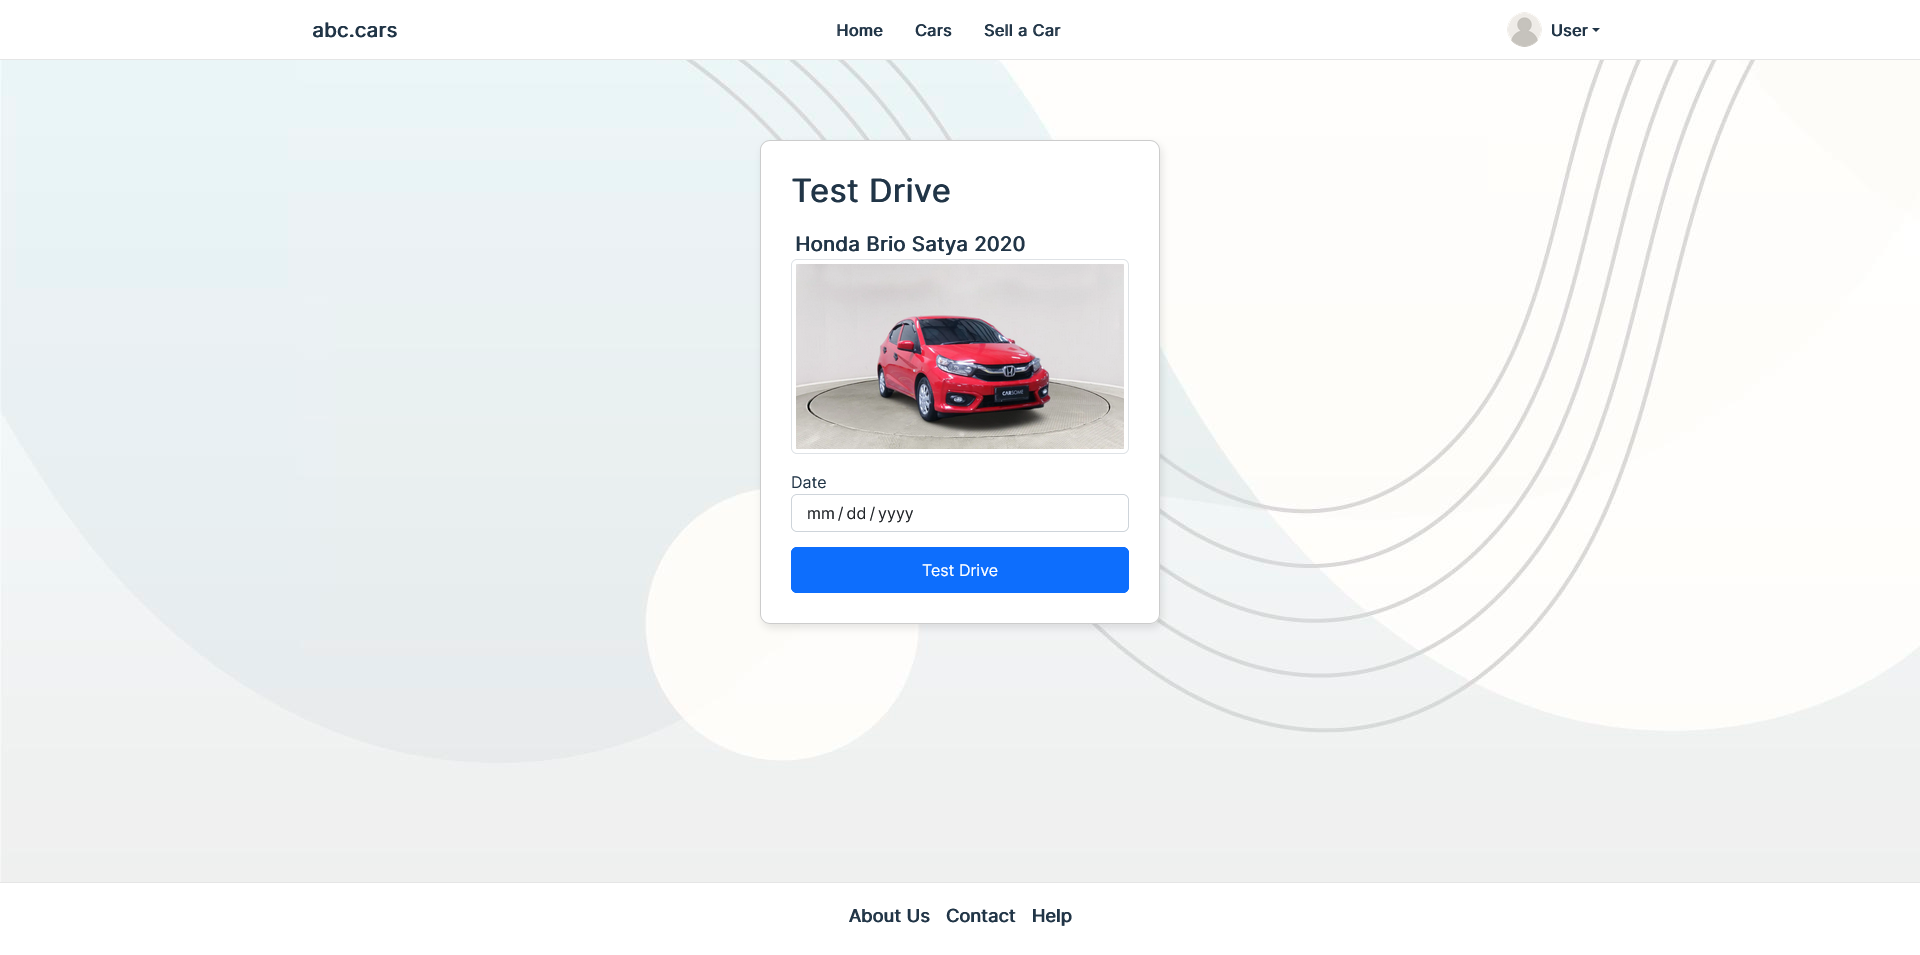 abc.cars
Home Cars Sell a Car
User
Test Drive
Honda Brio Satya 2020
CARSOME
Date
mm / dd / yyyy
Test Drive
About Us Contact Help